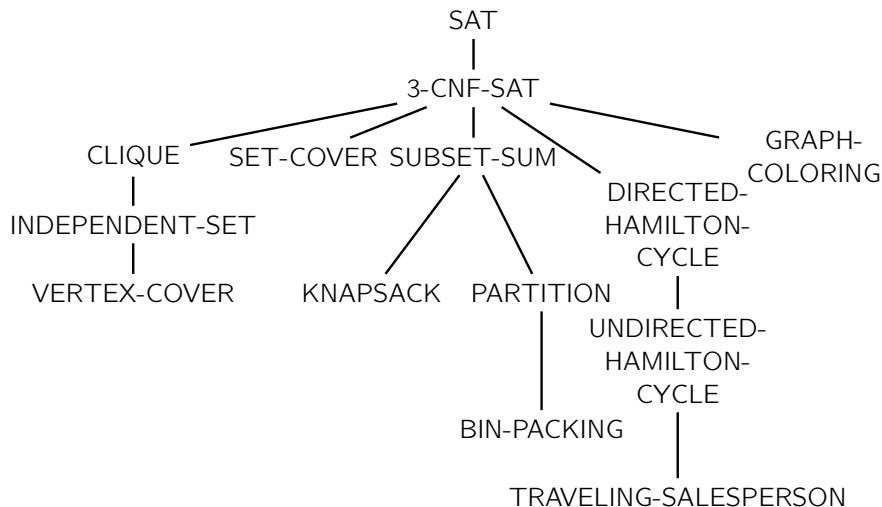 SAT
3-CNF-SAT
CLIQUE
SET-COVER
SUBSET-SUM
GRAPH-
COLORING
DIRECTED-
HAMILTON-
CYCLE
INDEPENDENT-SET
VERTEX-COVER
KNAPSACK
PARTITION
UNDIRECTED-
HAMILTON-
CYCLE
BIN-PACKING
TRAVELING-SALESPERSON